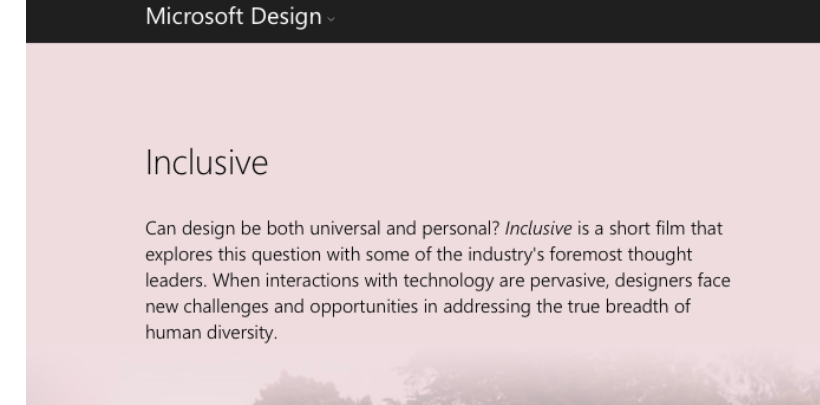 Microsoft Design
Inclusive
Can design be both universal and personal? Inclusive is a short film that
explores this question with some of the industry's foremost thought
leaders. When interactions with technology are pervasive, designers face
new challenges and opportunities in addressing the true breadth of
human diversity.